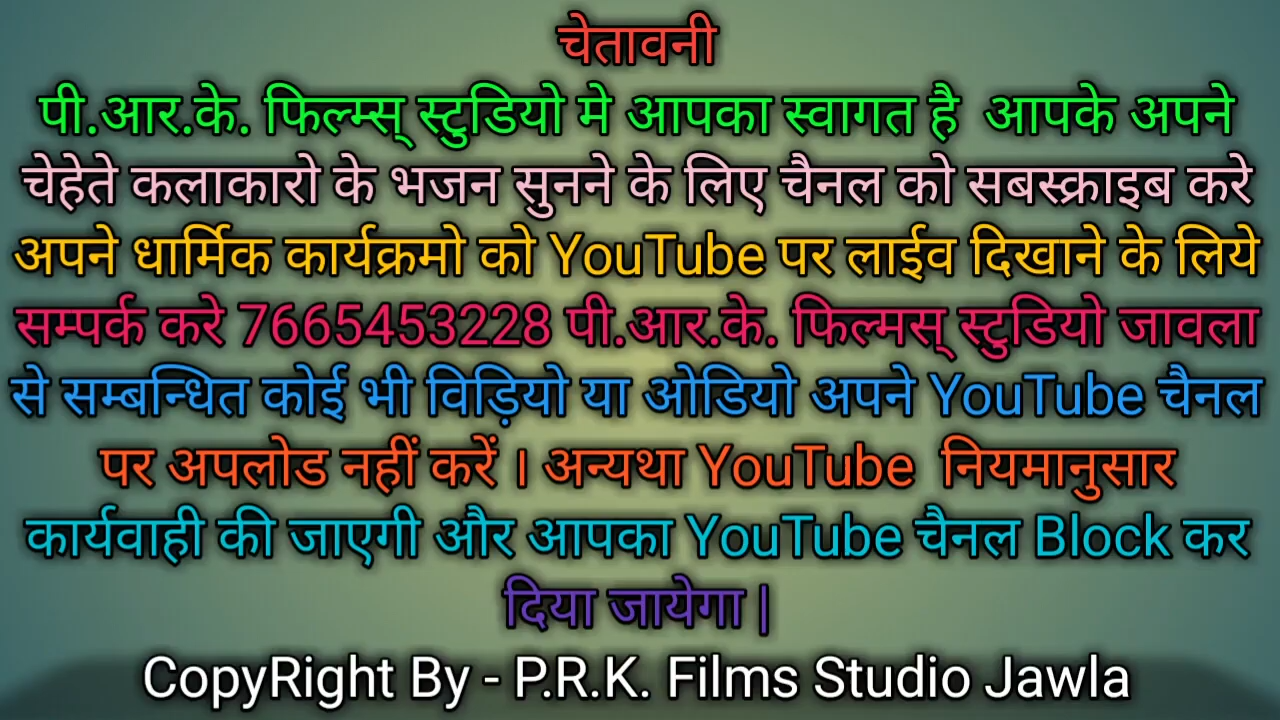 चेतावनी
पी.आर.के. फिल्म्स् स्टुडियो मे आपका स्वागत है  आपके अपने
चेहेते कलाकारो के भजन सुनने के लिए चैनल को सबस्क्राइब करे
अपने धार्मिक कार्यक्रमो को YouTube पर लाईव दिखाने के लिये
सम्पर्क करे 7665453228 पी.आर.के. फिल्मस् स्टुडियो जावला
से सम्बन्धित कोई भी विड़ियो या ओडियो अपने YouTube चैनल
पर अपलोड नहीं करें । अन्यथा YouTube  नियमानुसार
कार्यवाही की जाएगी और आपका YouTube चैनल Block कर
दिया जायेगा |
CopyRight By - P.R.K. Films Studio Jawla